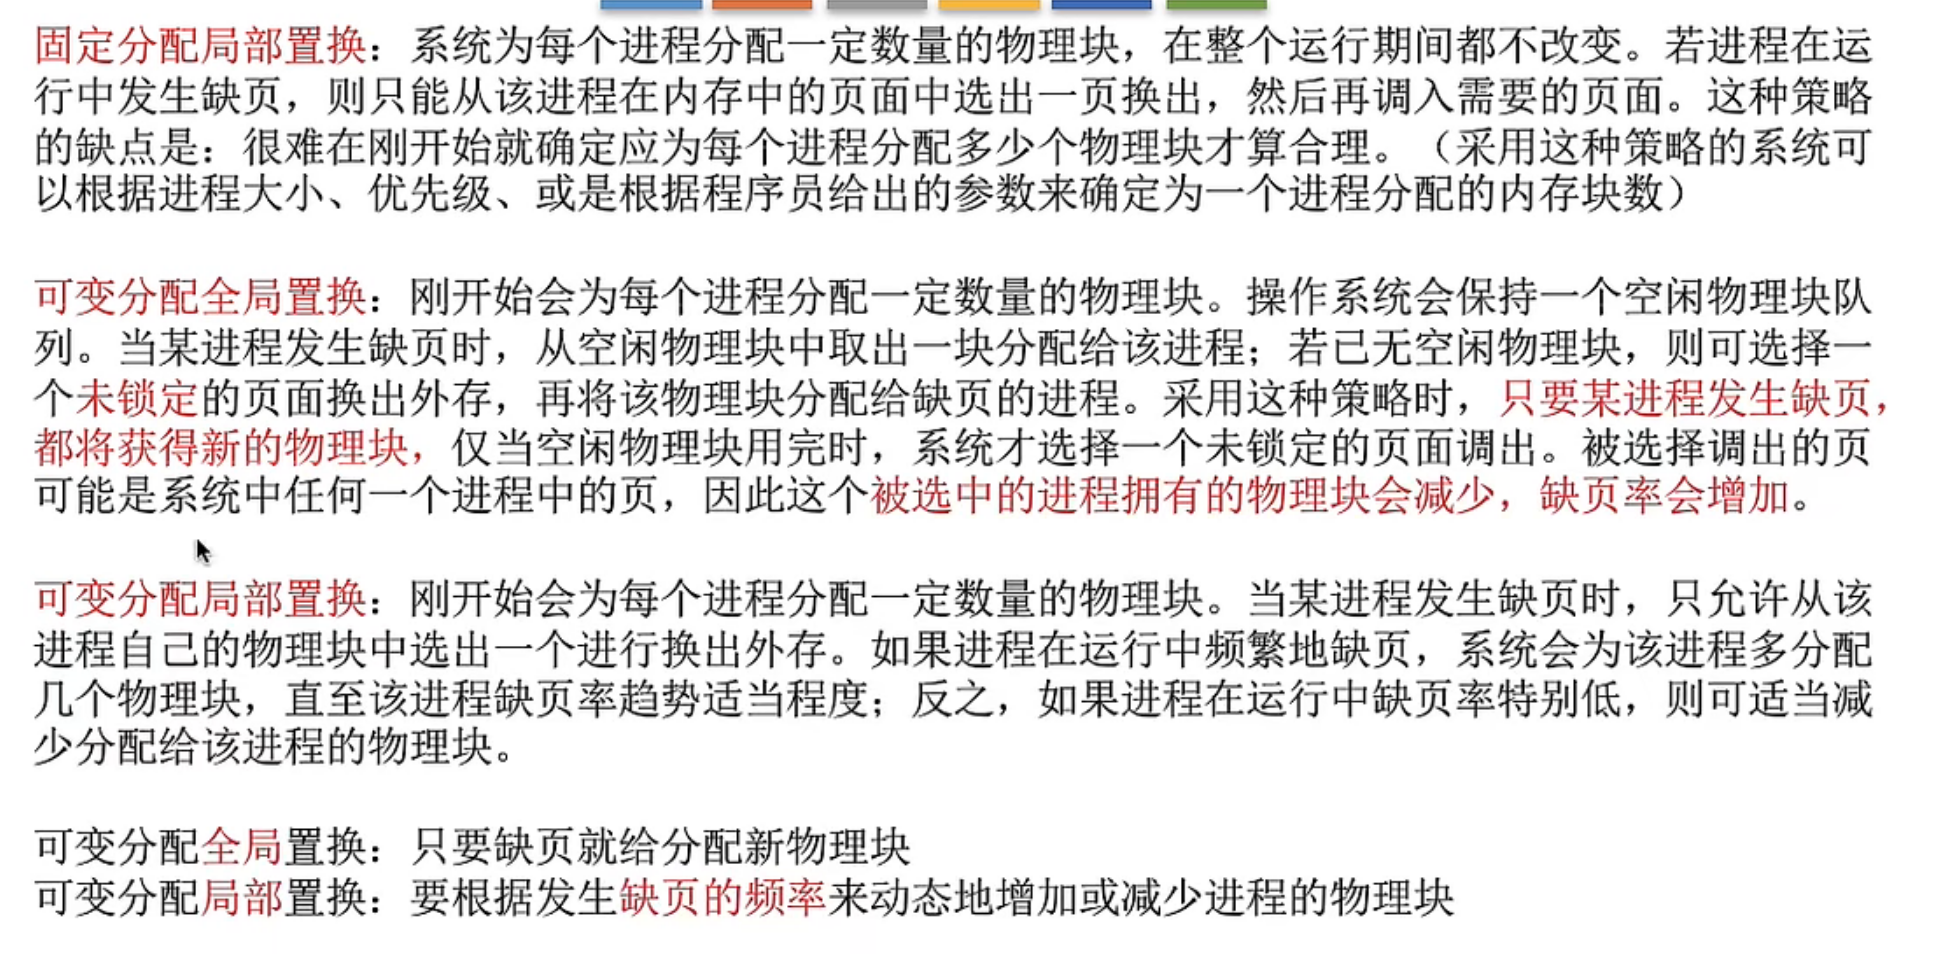 固定分配局部置换：系统为每个进程分配一定数量的物理块，在整个运行期间都不改变。若进程在运
行中发生缺页，则只能从该进程在内存中的页面中选出一页换出，然后再调入需要的页面。这种策略
的缺点是：很难在刚开始就确定应为每个进程分配多少个物理块才算合理。（采用这种策略的系统可
以根据进程大小、优先级、或是根据程序员给出的参数来确定为一个进程分配的内存块数）
可变分配全局置换：刚开始会为每个进程分配一定数量的物理块。操作系统会保持一个空闲物理块队
列。当某进程发生缺页时，从空闲物理块中取出一块分配给该进程；若已无空闲物理块，则可选择一
个未锁定的页面换出外存，再将该物理块分配给缺页的进程。采用这种策略时，只要某进程发生缺页，
都将获得新的物理块，仅当空闲物理块用完时，系统才选择一个未锁定的页面调出。被选择调出的页
可能是系统中任何一个进程中的页，因此这个被选中的进程拥有的物理块会减少，缺页率会增加。
可变分配局部置换：刚开始会为每个进程分配一定数量的物理块。当某进程发生缺页时，只允许从该
进程自己的物理块中选出一个进行换出外存。如果进程在运行中频繁地缺页，系统会为该进程多分配
几个物理块，直至该进程缺页率趋势适当程度；反之，如果进程在运行中缺页率特别低，则可适当减
少分配给该进程的物理块。
可变分配全局置换：只要缺页就给分配新物理块
可变分配局部置换：要根据发生缺页的频率来动态地增加或减少进程的物理块